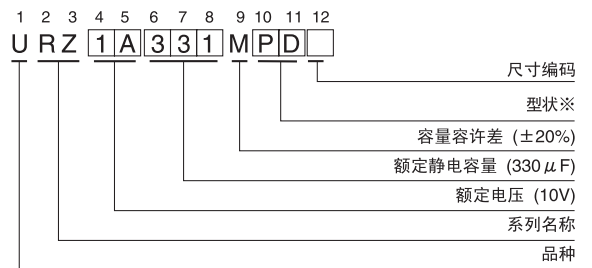 1 2 3 4 5 6 7 8 9 10 11 12
U R Z 1 A 3 3 1 M P D
尺寸编码
型状※
容量容许差 (±20%)
额定静电容量 (330μF)
额定电压 (10V)
系列名称
品种